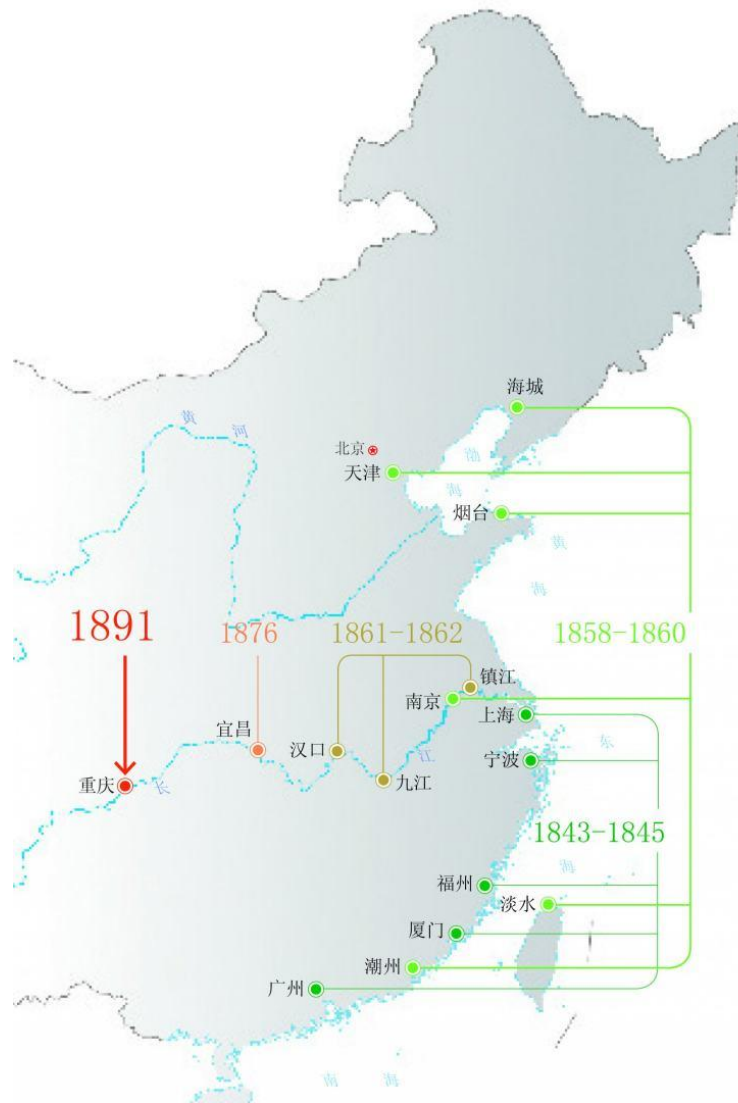 海城
黄
河
北京
渤
海
天津
烟台
黄
海
1891
1876
1861-1862
1858-1860
镇江
南京
上海
宜昌
汉口
江
东
宁波
重庆
长
九江
1843-1845
海
福州
淡水
厦门
潮州
广州
南
海